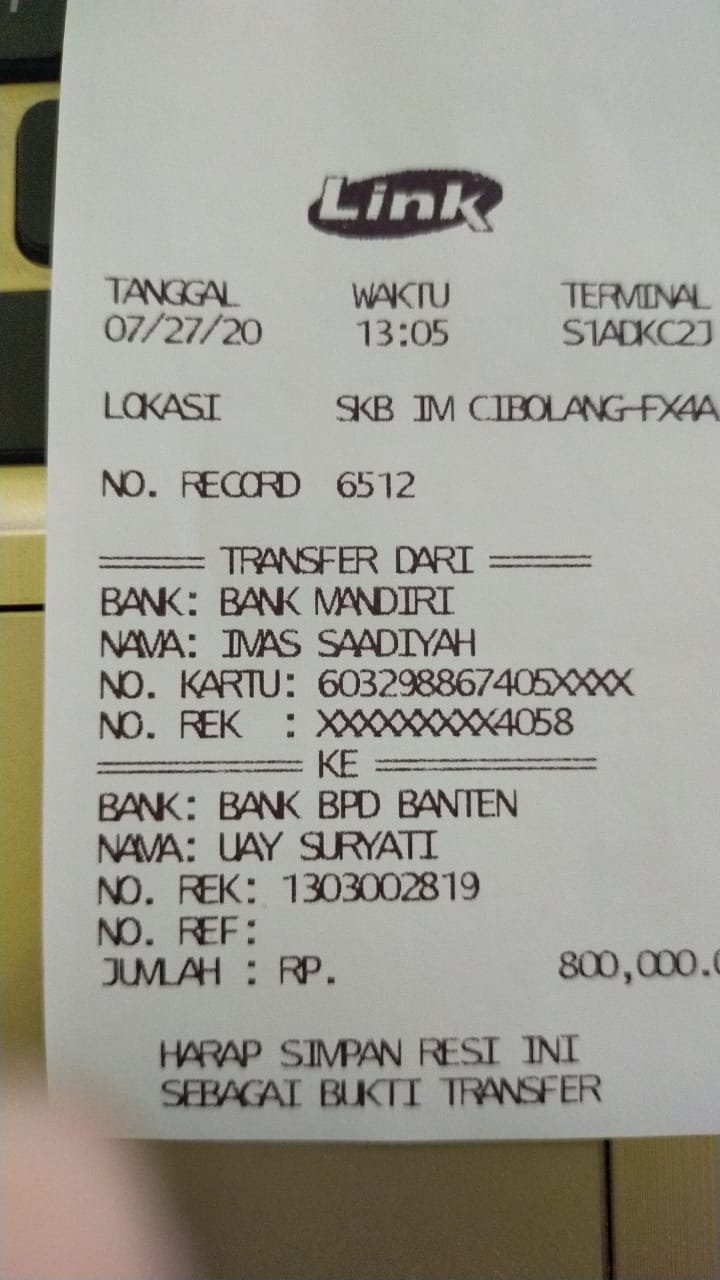 Link
TANGGAL WAKTU TERMINAL
07/27/20 13:05 S1ADKC2J
LOKASI SKB IM CIBOLANG-FX4A
NO. RECORD 6512
===== TRANSFER DARI =====
BANK: BANK MANDIRI
NAMA: IMAS SAADIYAH
NO. KARTU: 603298867405XXXX
NO. REK : XXXXXXXXX4058
========== KE ===========
BANK: BANK BPD BANTEN
NAMA: UAY SURYATI
NO. REK: 1303002819
NO. REF:
JUMLAH : RP. 800,000.0
HARAP SIMPAN RESI INI
SEBAGAI BUKTI TRANSFER